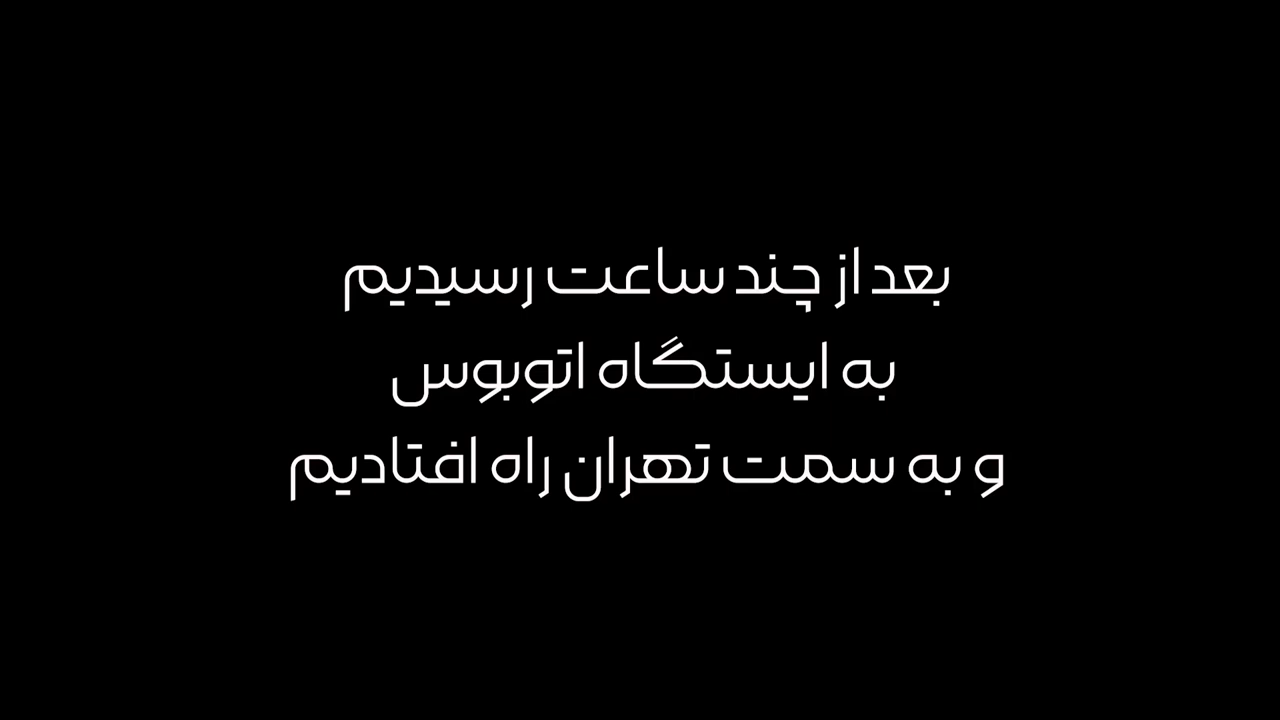 بعد از چند ساعت رسیدیم
به ایستگاه اتوبوس
و به سمت تهران راه افتادیم